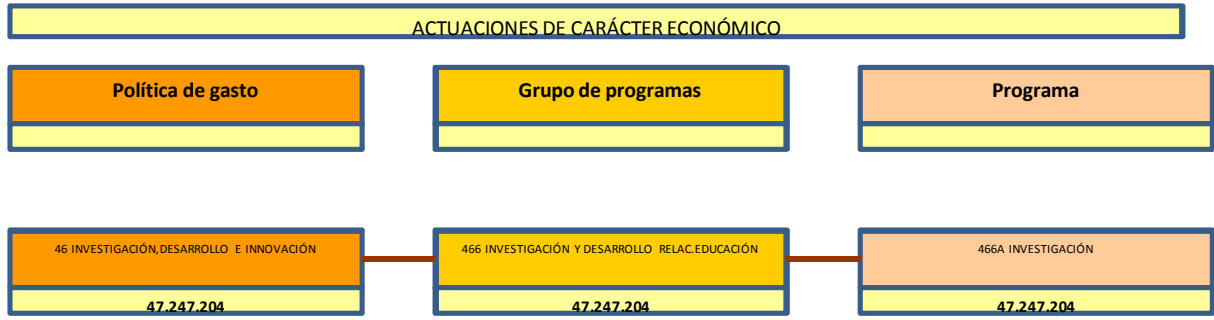 ACTUACIONES DE CARÁCTER ECONÓMICO
Política de gasto
Grupo de programas
Programa
46 INVESTIGACIÓN,DESARROLLO E INNOVACIÓN
466 INVESTIGACIÓN Y DESARROLLO RELAC.EDUCACIÓN
466A INVESTIGACIÓN
47.247.204
47.247.204
47.247.204